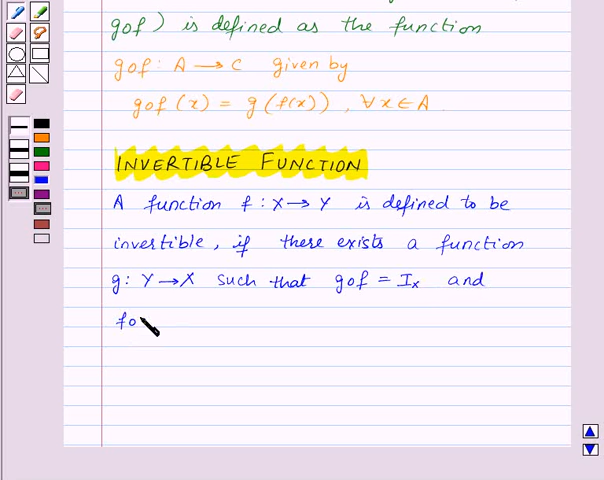 gof ) is defined as the function
gof : A → C given by
gof (x) = g (f(x)) , ∀ x ∈ A
INVERTIBLE FUNCTION
A function f : X → Y is defined to be
invertible, if there exists a function
g : Y → X such that gof = Ix and
fo